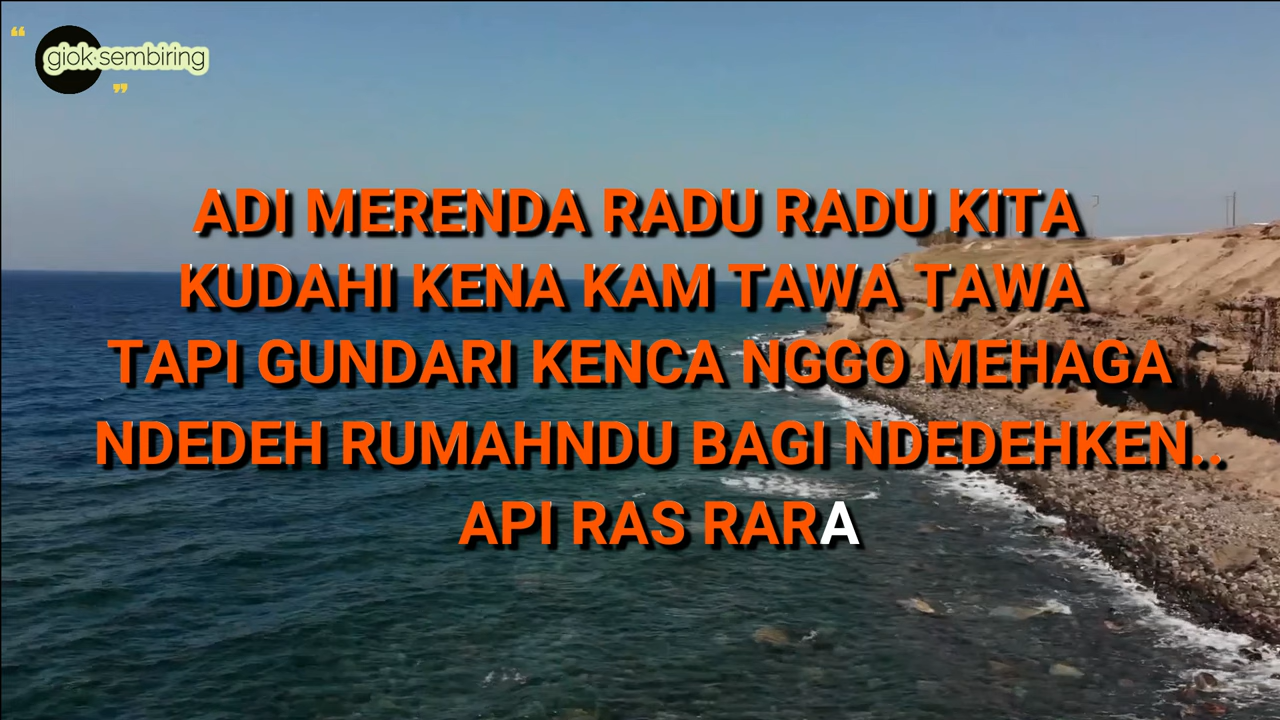 “
giok sembiring
”
ADI MERENDA RADU RADU KITA
KUDAHI KENA KAM TAWA TAWA
TAPI GUNDARI KENCA NGGO MEHAGA
NDEDEH RUMAHNDU BAGI NDEDEHKEN..
API RAS RARA